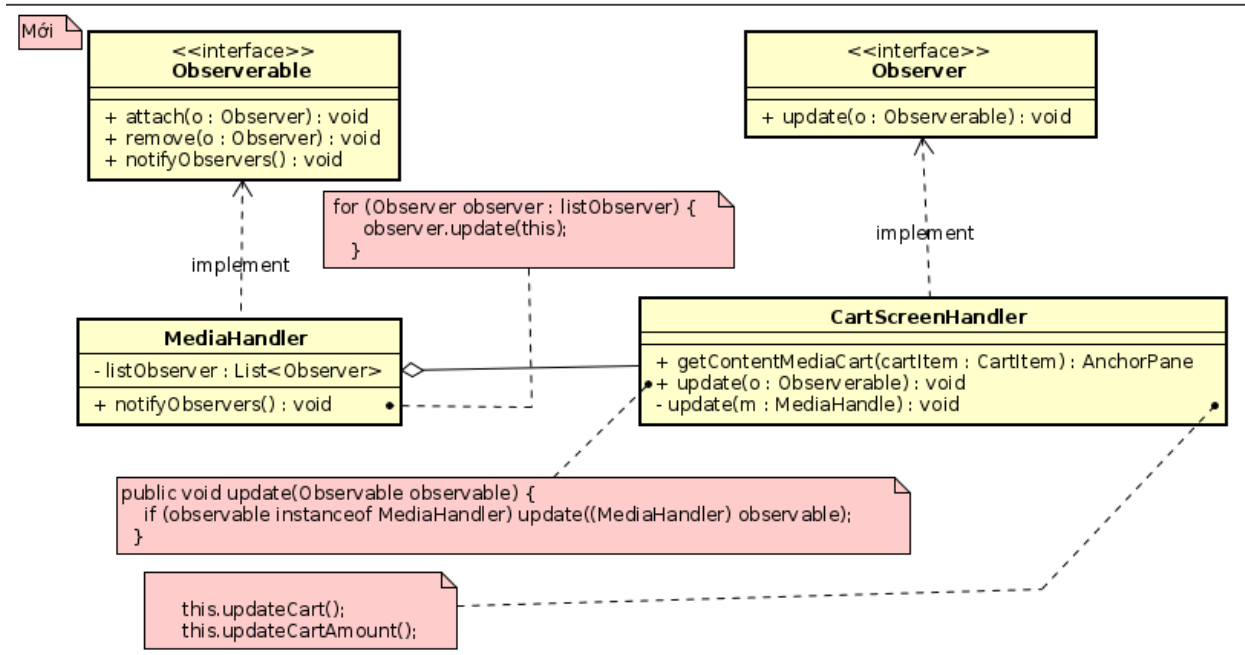 Mới
<<interface>>
Observerable
+ attach(o : Observer) : void
+ remove(o : Observer) : void
+ notifyObservers() : void
<<interface>>
Observer
+ update(o : Observerable) : void
for (Observer observer : listObserver) {
observer.update(this);
}
implement
implement
MediaHandler
- listObserver : List<Observer>
+ notifyObservers() : void
CartScreenHandler
+ getContentMediaCart(cartItem : CartItem) : AnchorPane
+ update(o : Observerable) : void
- update(m : MediaHandle) : void
public void update(Observable observable) {
if (observable instanceof MediaHandler) update((MediaHandler) observable);
}
this.updateCart();
this.updateCartAmount();